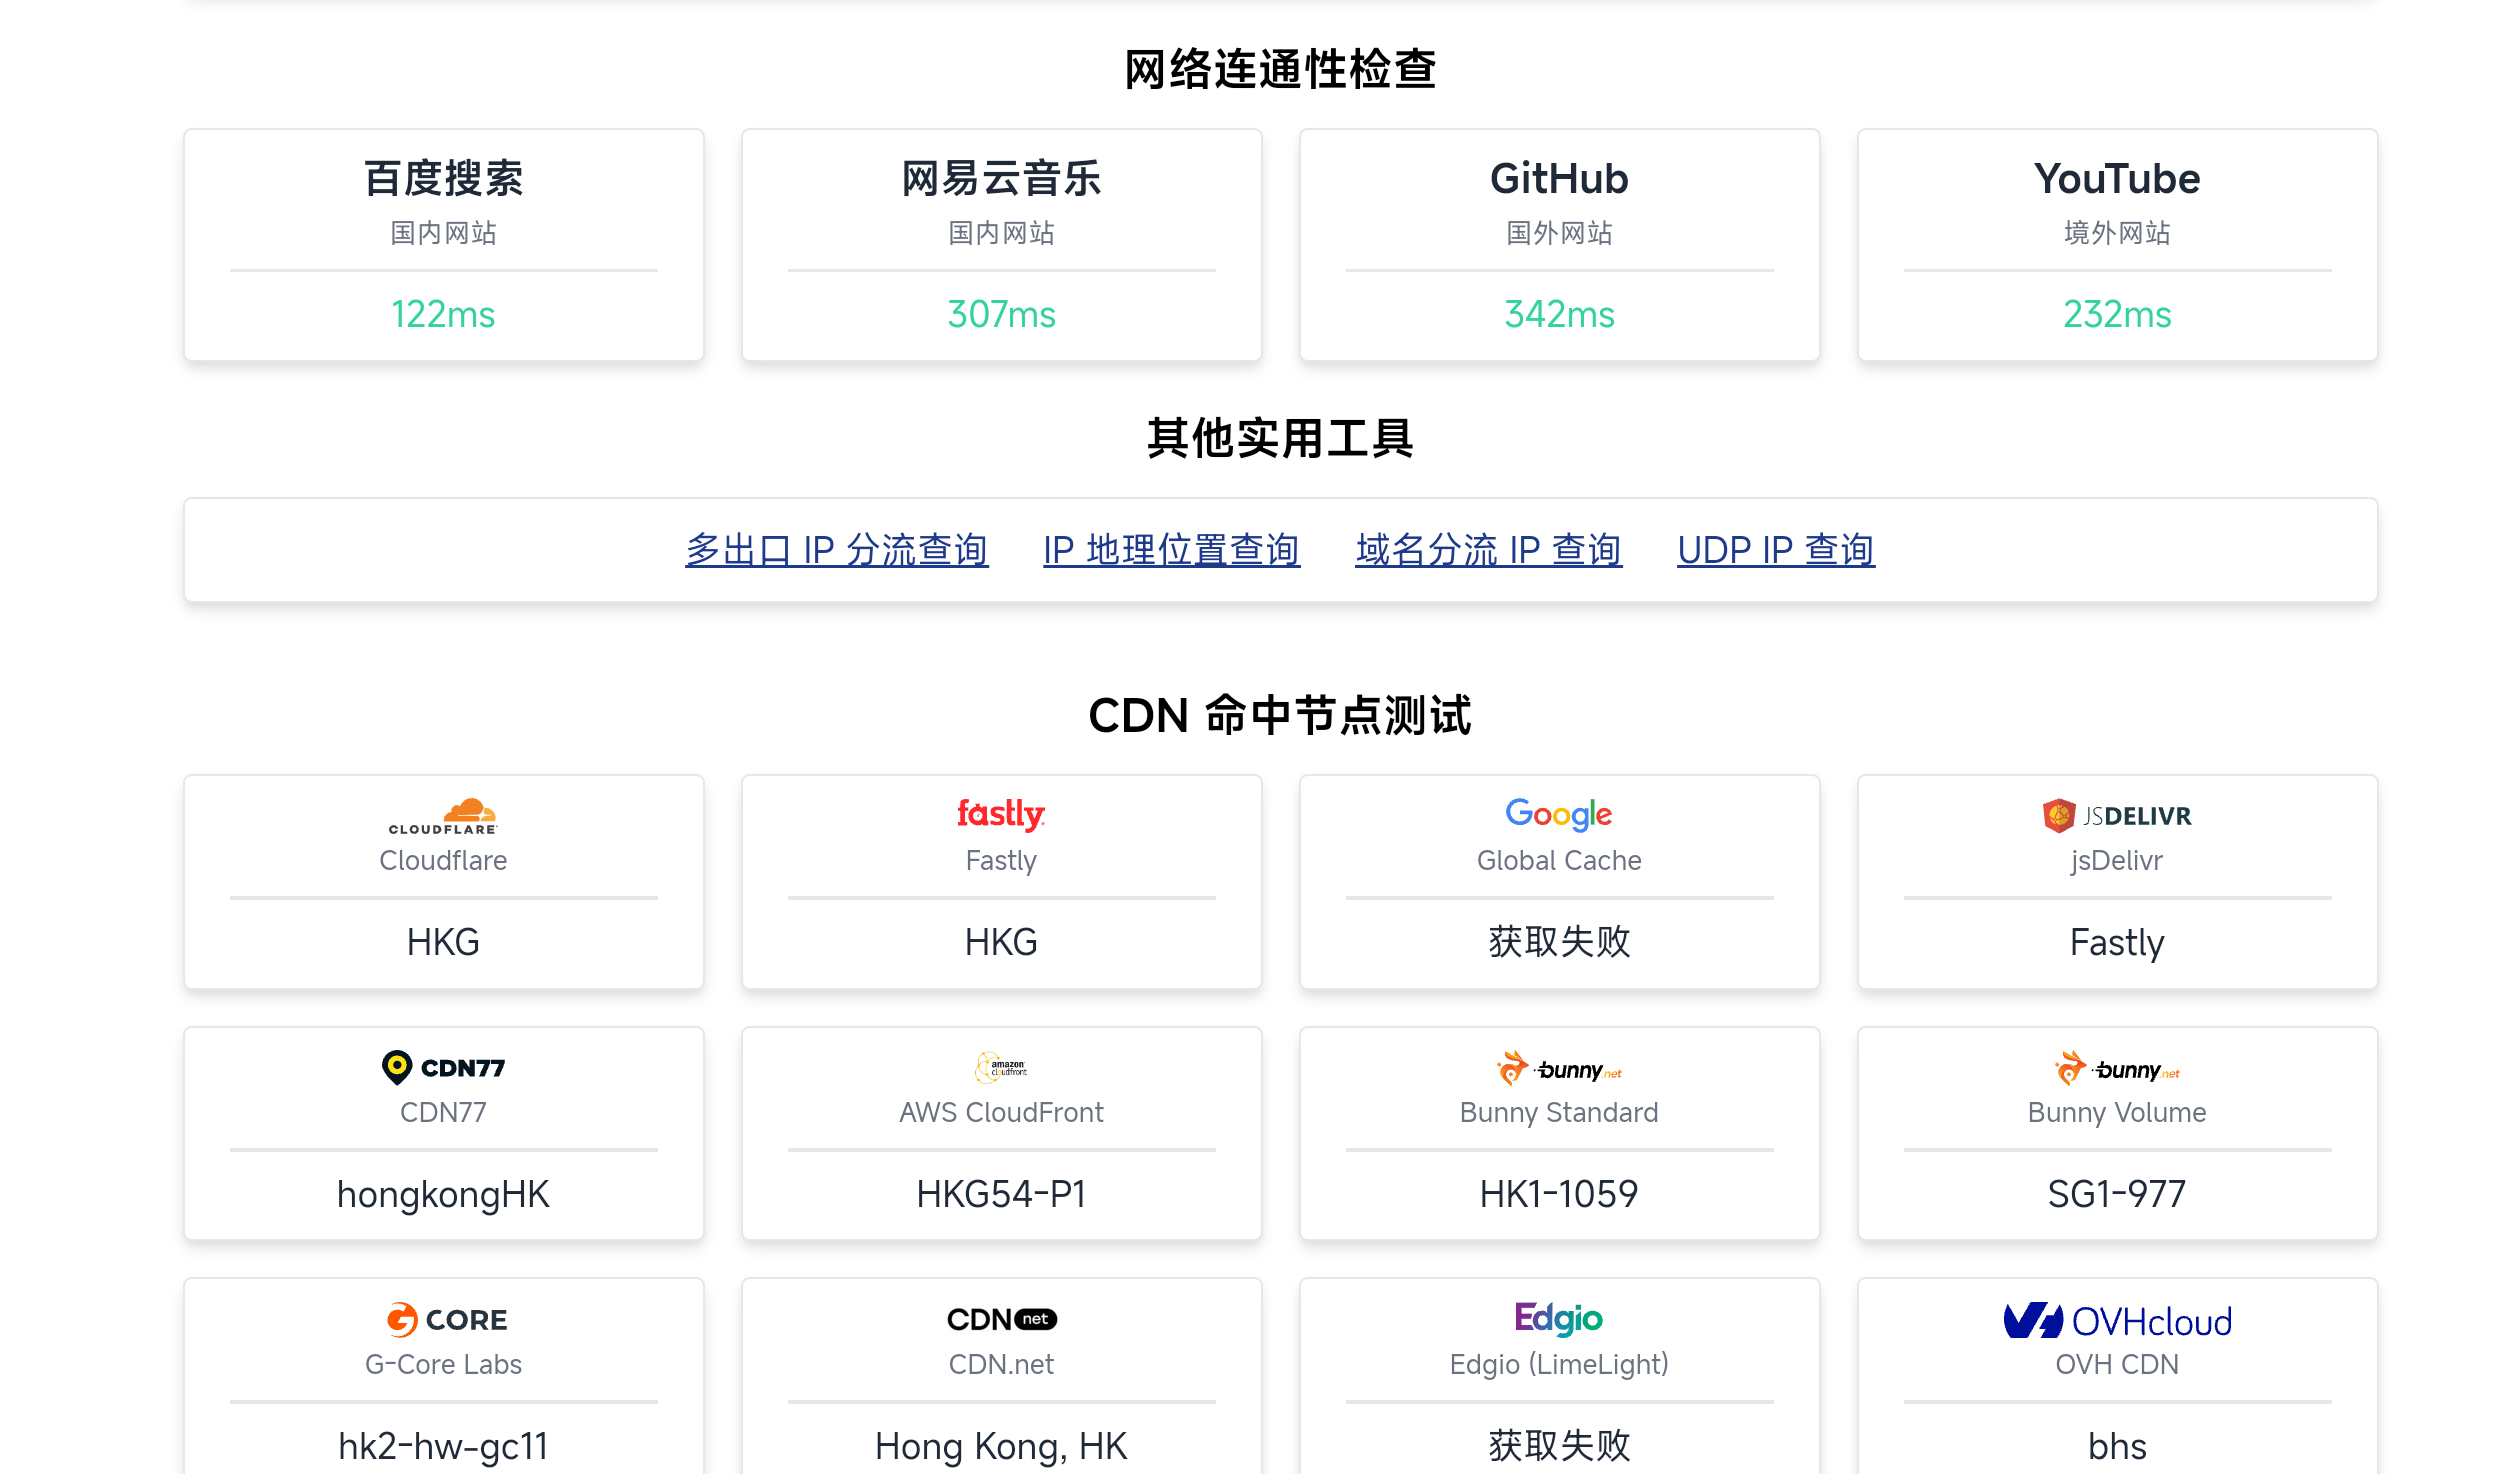 网络连通性检查
百度搜索
国内网站
122ms
网易云音乐
国内网站
307ms
GitHub
国外网站
342ms
YouTube
境外网站
232ms
其他实用工具
多出口 IP 分流查询 IP 地理位置查询 域名分流 IP 查询 UDP IP 查询
CDN 命中节点测试
CLOUDFLARE
Cloudflare
HKG
fastly
Fastly
HKG
Google
Global Cache
获取失败
JSDELIVR
jsDelivr
Fastly
CDN77
CDN77
hongkongHK
amazon
cloudfront
AWS CloudFront
HKG54-P1
bunny.net
Bunny Standard
HK1-1059
bunny.net
Bunny Volume
SG1-977
G CORE
G-Core Labs
hk2-hw-gc11
CDN net
CDN.net
Hong Kong, HK
Edgio
Edgio (LimeLight)
获取失败
OVHcloud
OVH CDN
bhs